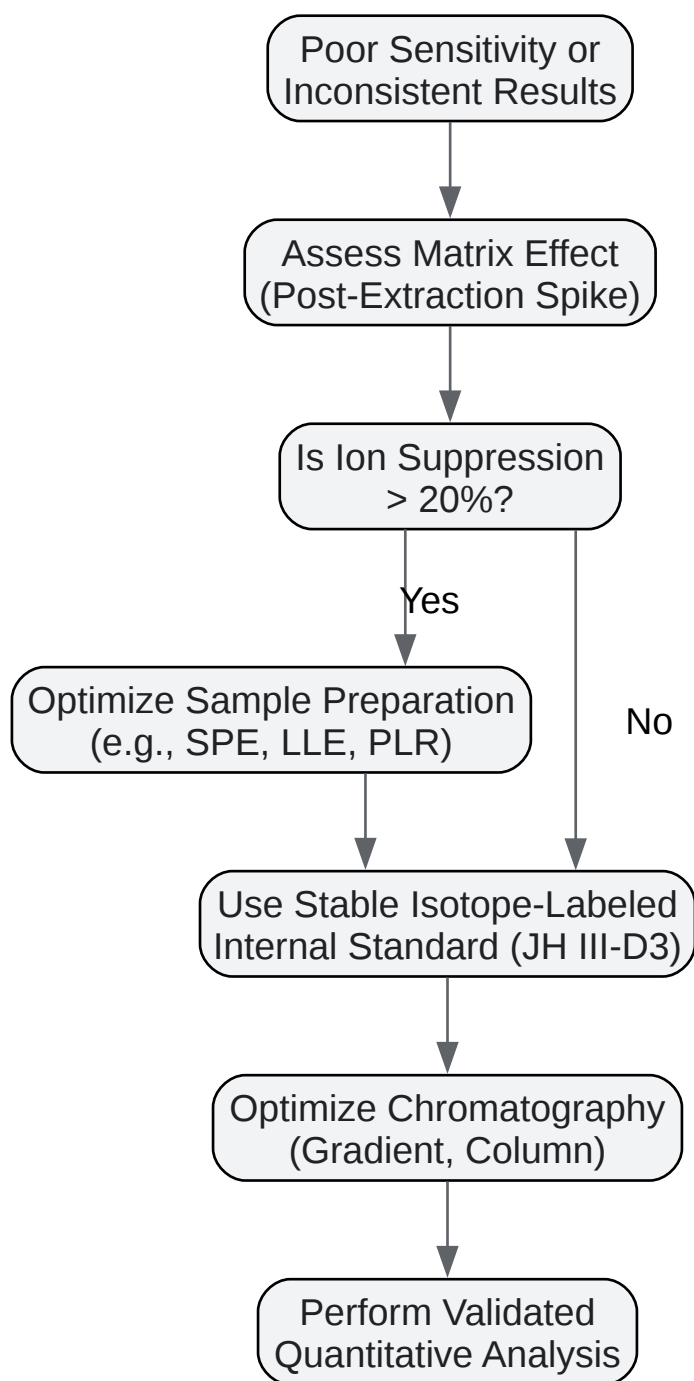 Poor Sensitivity or
Inconsistent Results
Assess Matrix Effect
(Post-Extraction Spike)
Is Ion Suppression
> 20%?
Yes
Optimize Sample Preparation
(e.g., SPE, LLE, PLR)
No
Use Stable Isotope-Labeled
Internal Standard (JH III-D3)
Optimize Chromatography
(Gradient, Column)
Perform Validated
Quantitative Analysis